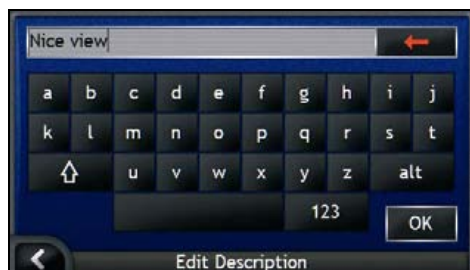 Nice view
a b c d e f g h i j
k l m n o p q r s t
u v w x y z alt
123 OK
Edit Description